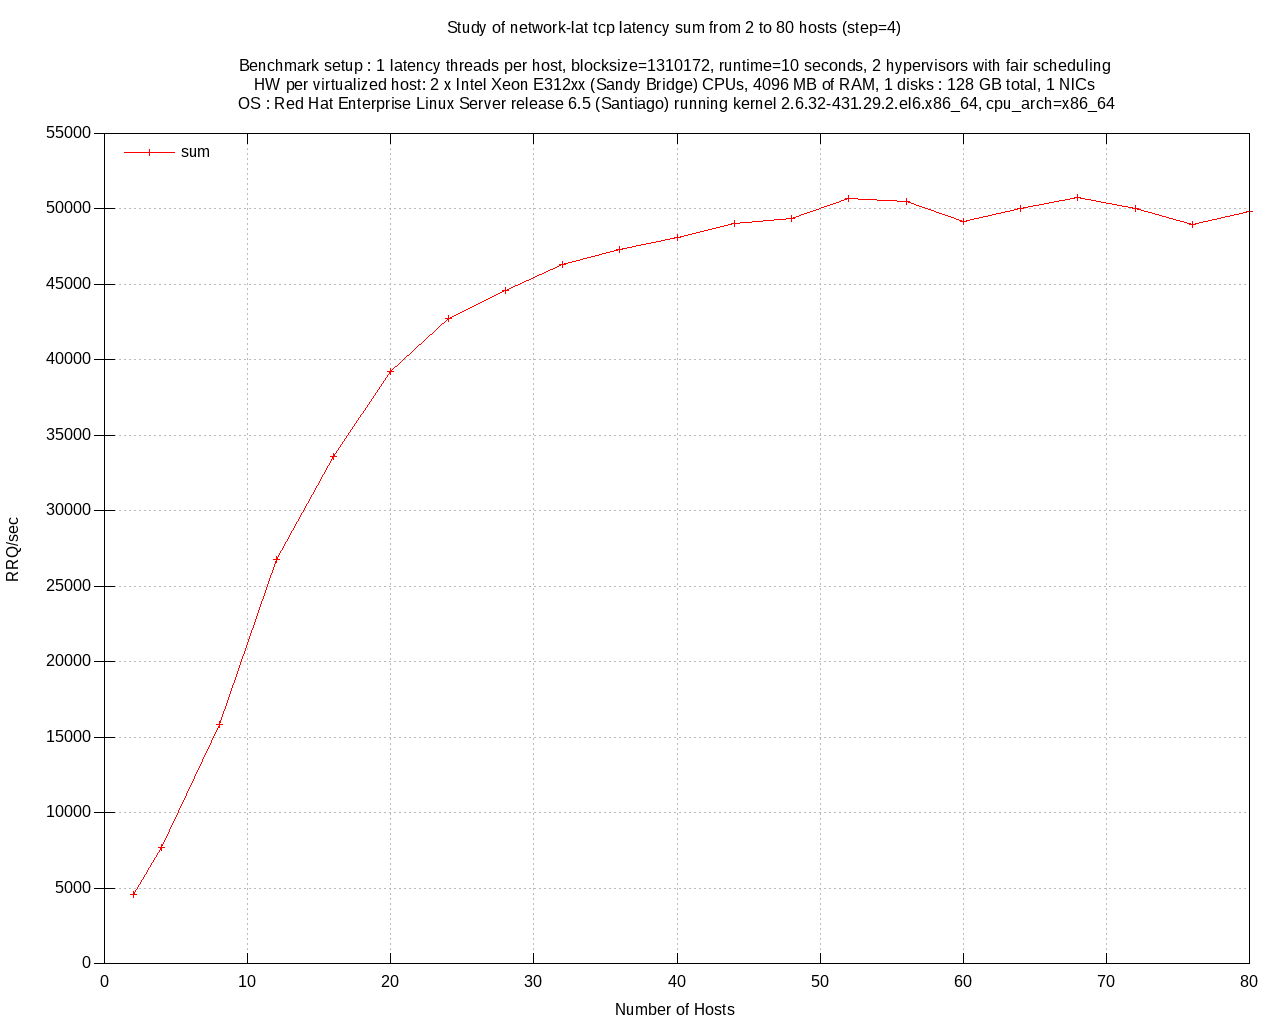 Study of network-lat tcp latency sum from 2 to 80 hosts (step=4)
Benchmark setup : 1 latency threads per host, blocksize=1310172, runtime=10 seconds, 2 hypervisors with fair scheduling
HW per virtualized host: 2 x Intel Xeon E312xx (Sandy Bridge) CPUs, 4096 MB of RAM, 1 disks : 128 GB total, 1 NICs
OS : Red Hat Enterprise Linux Server release 6.5 (Santiago) running kernel 2.6.32-431.29.2.el6.x86_64, cpu_arch=x86_64
55000
sum
50000
45000
40000
35000
30000
25000
20000
15000
10000
5000
0
RRQ/sec
0 10 20 30 40 50 60 70 80
Number of Hosts